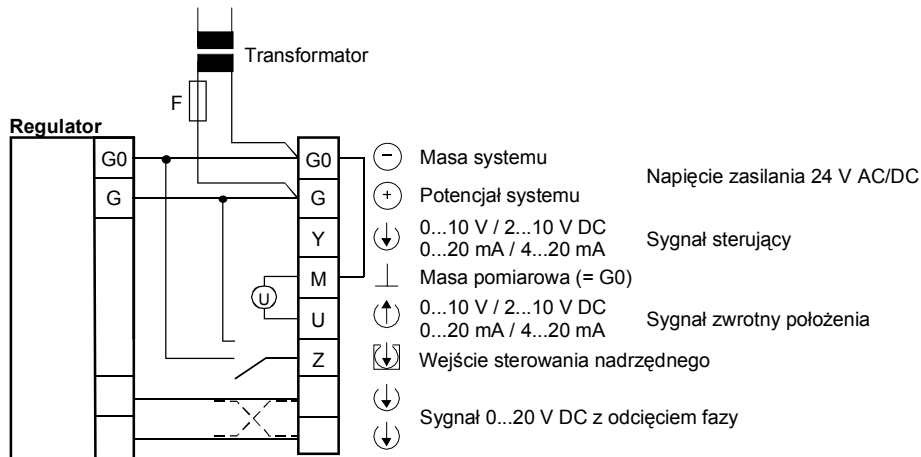 Transformator
F
Regulator
G0
G0
Masa systemu
Napięcie zasilania 24 V AC/DC
G
G
Potencjał systemu
Y
0...10 V / 2...10 V DC
0...20 mA / 4...20 mA
Sygnał sterujący
M
Masa pomiarowa (= G0)
U
U
0...10 V / 2...10 V DC
0...20 mA / 4...20 mA
Sygnał zwrotny położenia
Z
Wejście sterowania nadrzędnego
Sygnał 0...20 V DC z odcięciem fazy